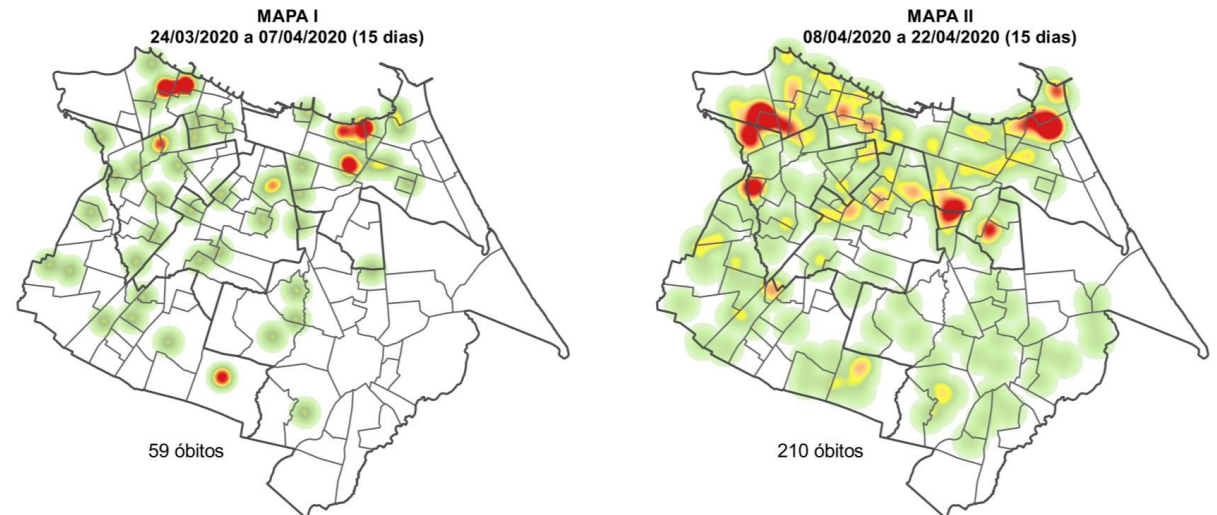 MAPA I
24/03/2020 a 07/04/2020 (15 dias)
59 óbitos
MAPA II
08/04/2020 a 22/04/2020 (15 dias)
210 óbitos